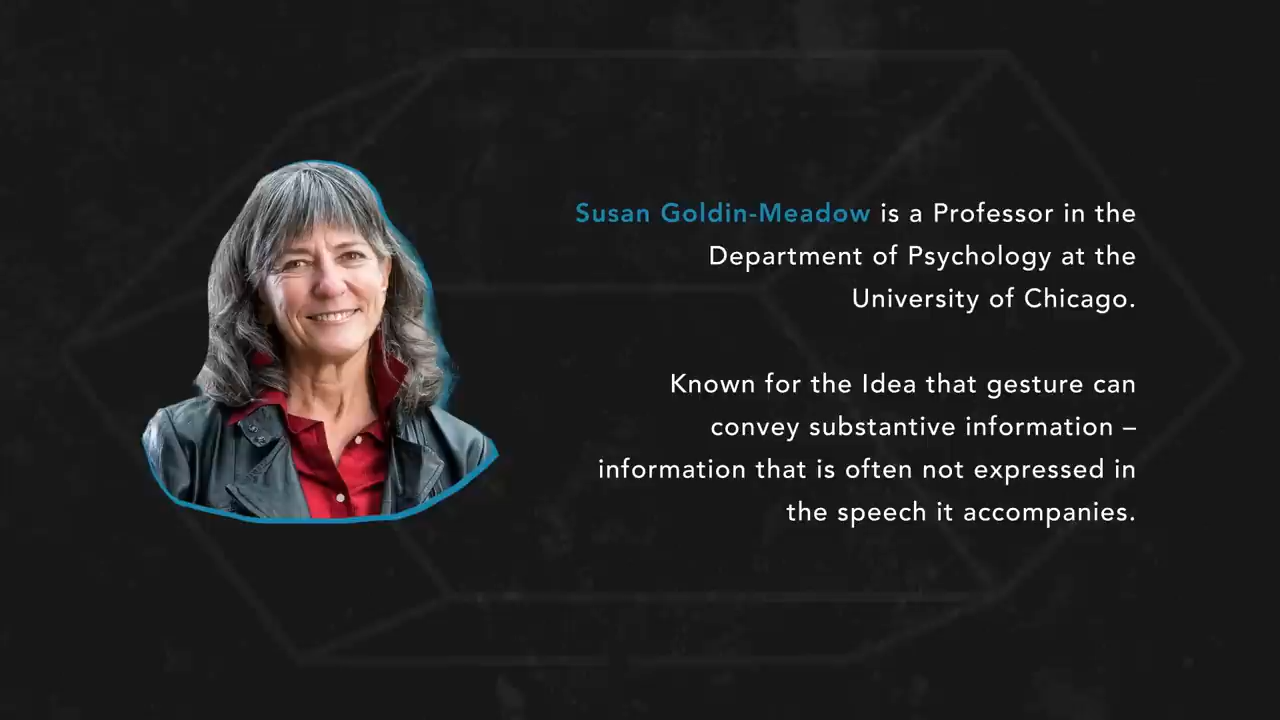 Susan Goldin-Meadow is a Professor in the
Department of Psychology at the
University of Chicago.
Known for the Idea that gesture can
convey substantive information –
information that is often not expressed in
the speech it accompanies.